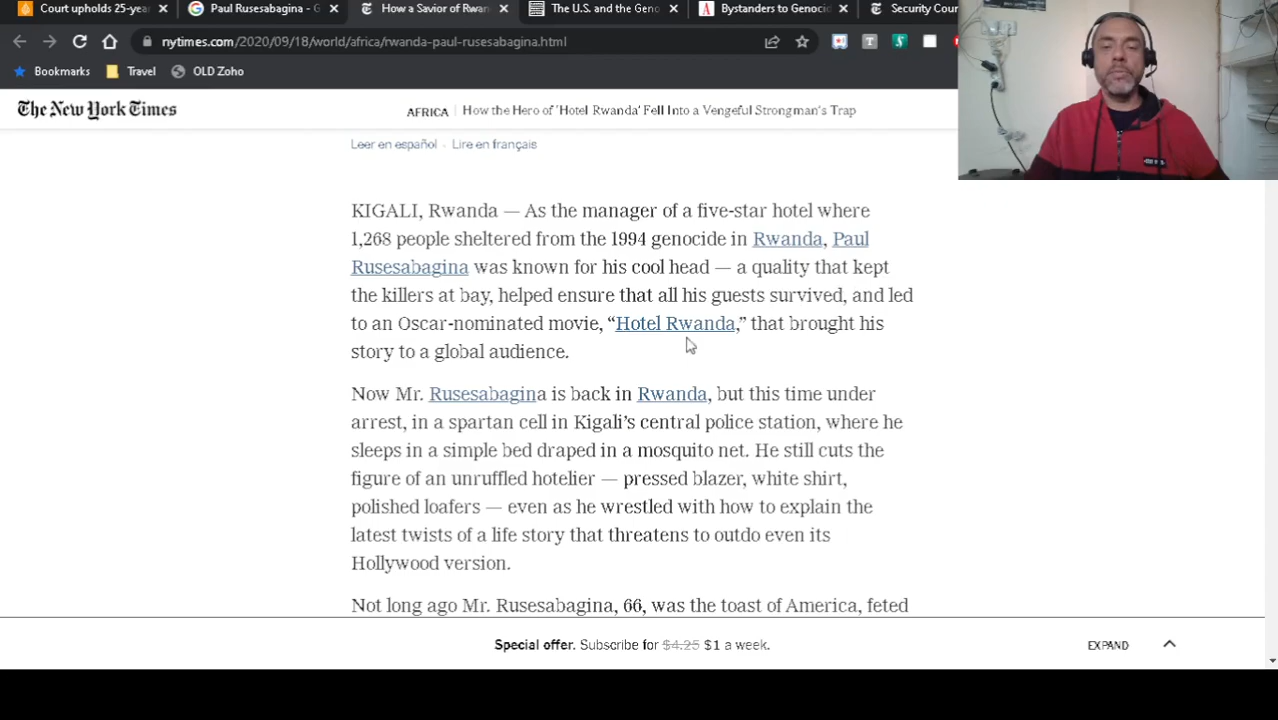 Court upholds 25-yea
Paul Rusesabagina - G
How a Savior of Rwan
The U.S. and the Geno
Bystanders to Genocid
Security Cou
nytimes.com/2020/09/18/world/africa/rwanda-paul-rusesabagina.html
Bookmarks
Travel
OLD Zoho
The New York Times
AFRICA | How the Hero of ‘Hotel Rwanda’ Fell Into a Vengeful Strongman’s Trap
Leer en español · Lire en français
KIGALI, Rwanda — As the manager of a five-star hotel where
1,268 people sheltered from the 1994 genocide in Rwanda, Paul
Rusesabagina was known for his cool head — a quality that kept
the killers at bay, helped ensure that all his guests survived, and led
to an Oscar-nominated movie, “Hotel Rwanda,” that brought his
story to a global audience.
Now Mr. Rusesabagina is back in Rwanda, but this time under
arrest, in a spartan cell in Kigali’s central police station, where he
sleeps in a simple bed draped in a mosquito net. He still cuts the
figure of an unruffled hotelier — pressed blazer, white shirt,
polished loafers — even as he wrestled with how to explain the
latest twists of a life story that threatens to outdo even its
Hollywood version.
Not long ago Mr. Rusesabagina, 66, was the toast of America, feted
Special offer. Subscribe for $4.25 $1 a week.
EXPAND